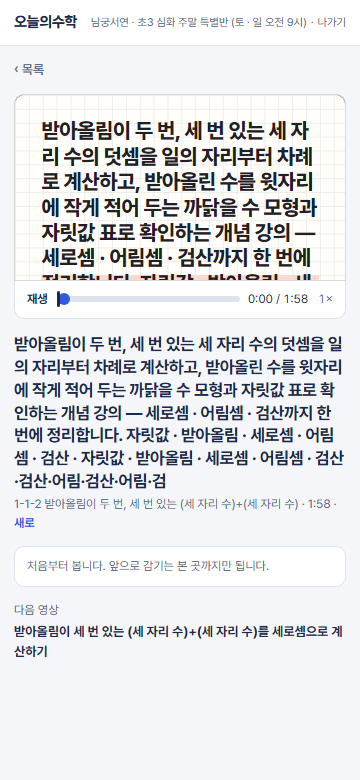 오늘의수학
남궁서연 · 초3 심화 주말 특별반 (토 · 일 오전 9시) · 나가기
‹ 목록
받아올림이 두 번, 세 번 있는 세 자
리 수의 덧셈을 일의 자리부터 차례
로 계산하고, 받아올린 수를 윗자리
에 작게 적어 두는 까닭을 수 모형과
자릿값 표로 확인하는 개념 강의 —
세로셈 · 어림셈 · 검산까지 한 번에
재생
0:00 / 1:58
1×
받아올림이 두 번, 세 번 있는 세 자리 수의 덧셈을 일
의 자리부터 차례로 계산하고, 받아올린 수를 윗자리
에 작게 적어 두는 까닭을 수 모형과 자릿값 표로 확
인하는 개념 강의 — 세로셈 · 어림셈 · 검산까지 한
번에 정리합니다. 자릿값 · 받아올림 · 세로셈 · 어림
셈 · 검산 · 자릿값 · 받아올림 · 세로셈 · 어림셈 · 검산
·검산·어림·검산·어림·검
1-1-2 받아올림이 두 번, 세 번 있는 (세 자리 수)+(세 자리 수) · 1:58 ·
새로
처음부터 봅니다. 앞으로 감기는 본 곳까지만 됩니다.
다음 영상
받아올림이 세 번 있는 (세 자리 수)+(세 자리 수)를 세로셈으로 계
산하기